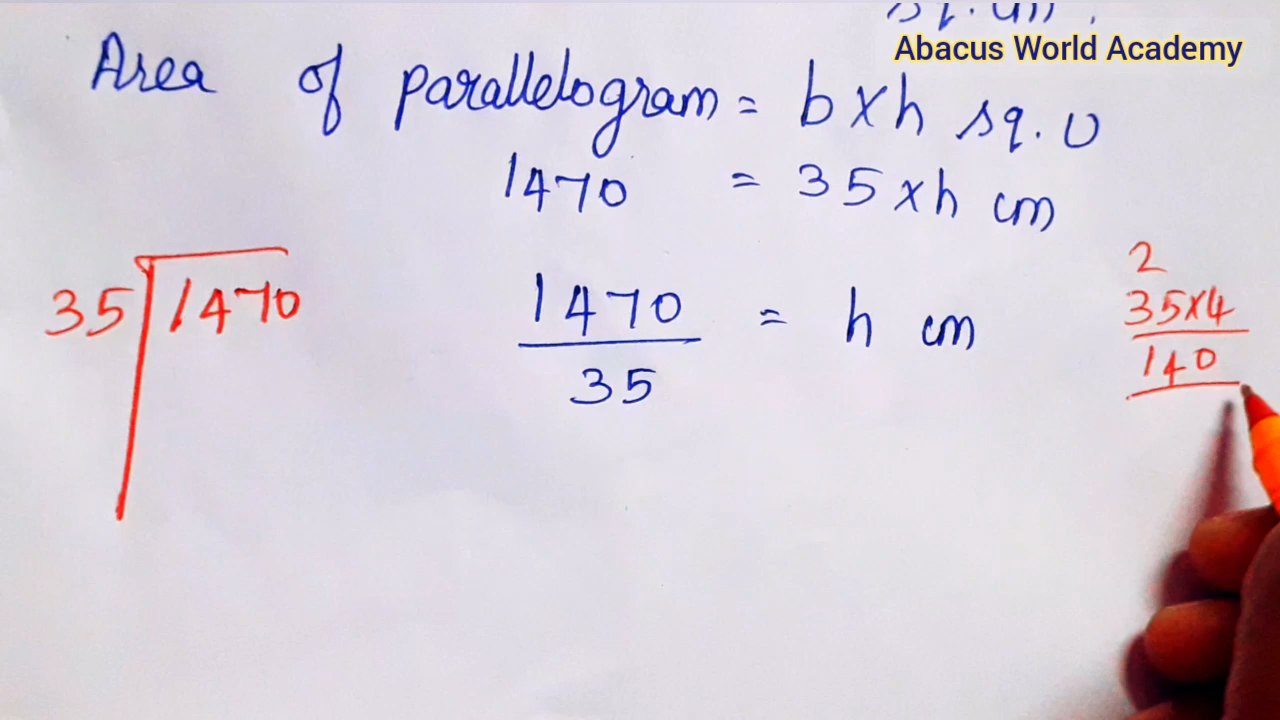 Abacus World Academy
Area of parallelogram = b x h sq. u
1470 = 35 x h cm
1470
35
= h cm
35
1470
2
35 x 4
140